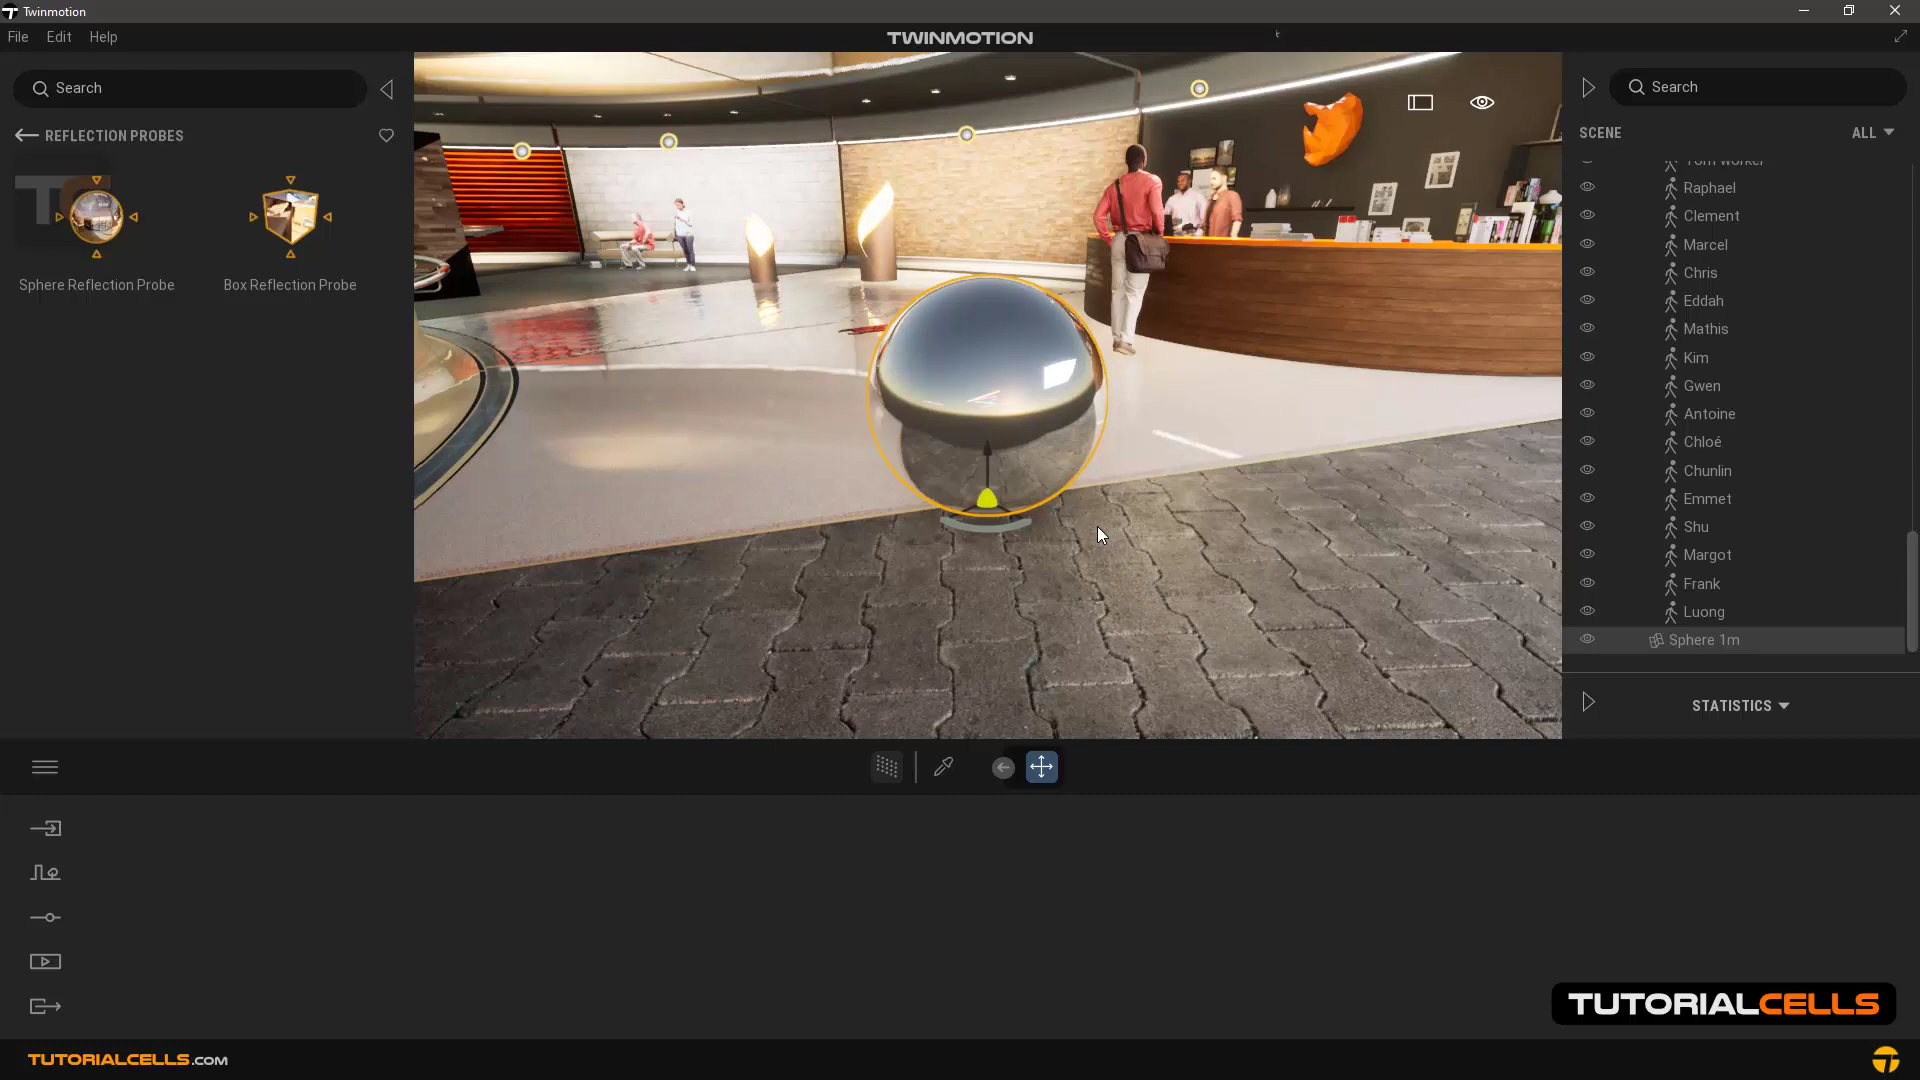 Twinmotion
File Edit Help
TWINMOTION
Search
REFLECTION PROBES
Sphere Reflection Probe
Box Reflection Probe
Search
SCENE
ALL
Tom worker
Raphael
Clement
Marcel
Chris
Eddah
Mathis
Kim
Gwen
Antoine
Chloé
Chunlin
Emmet
Shu
Margot
Frank
Luong
Sphere 1m
STATISTICS
TUTORIALCELLS
TUTORIALCELLS.COM